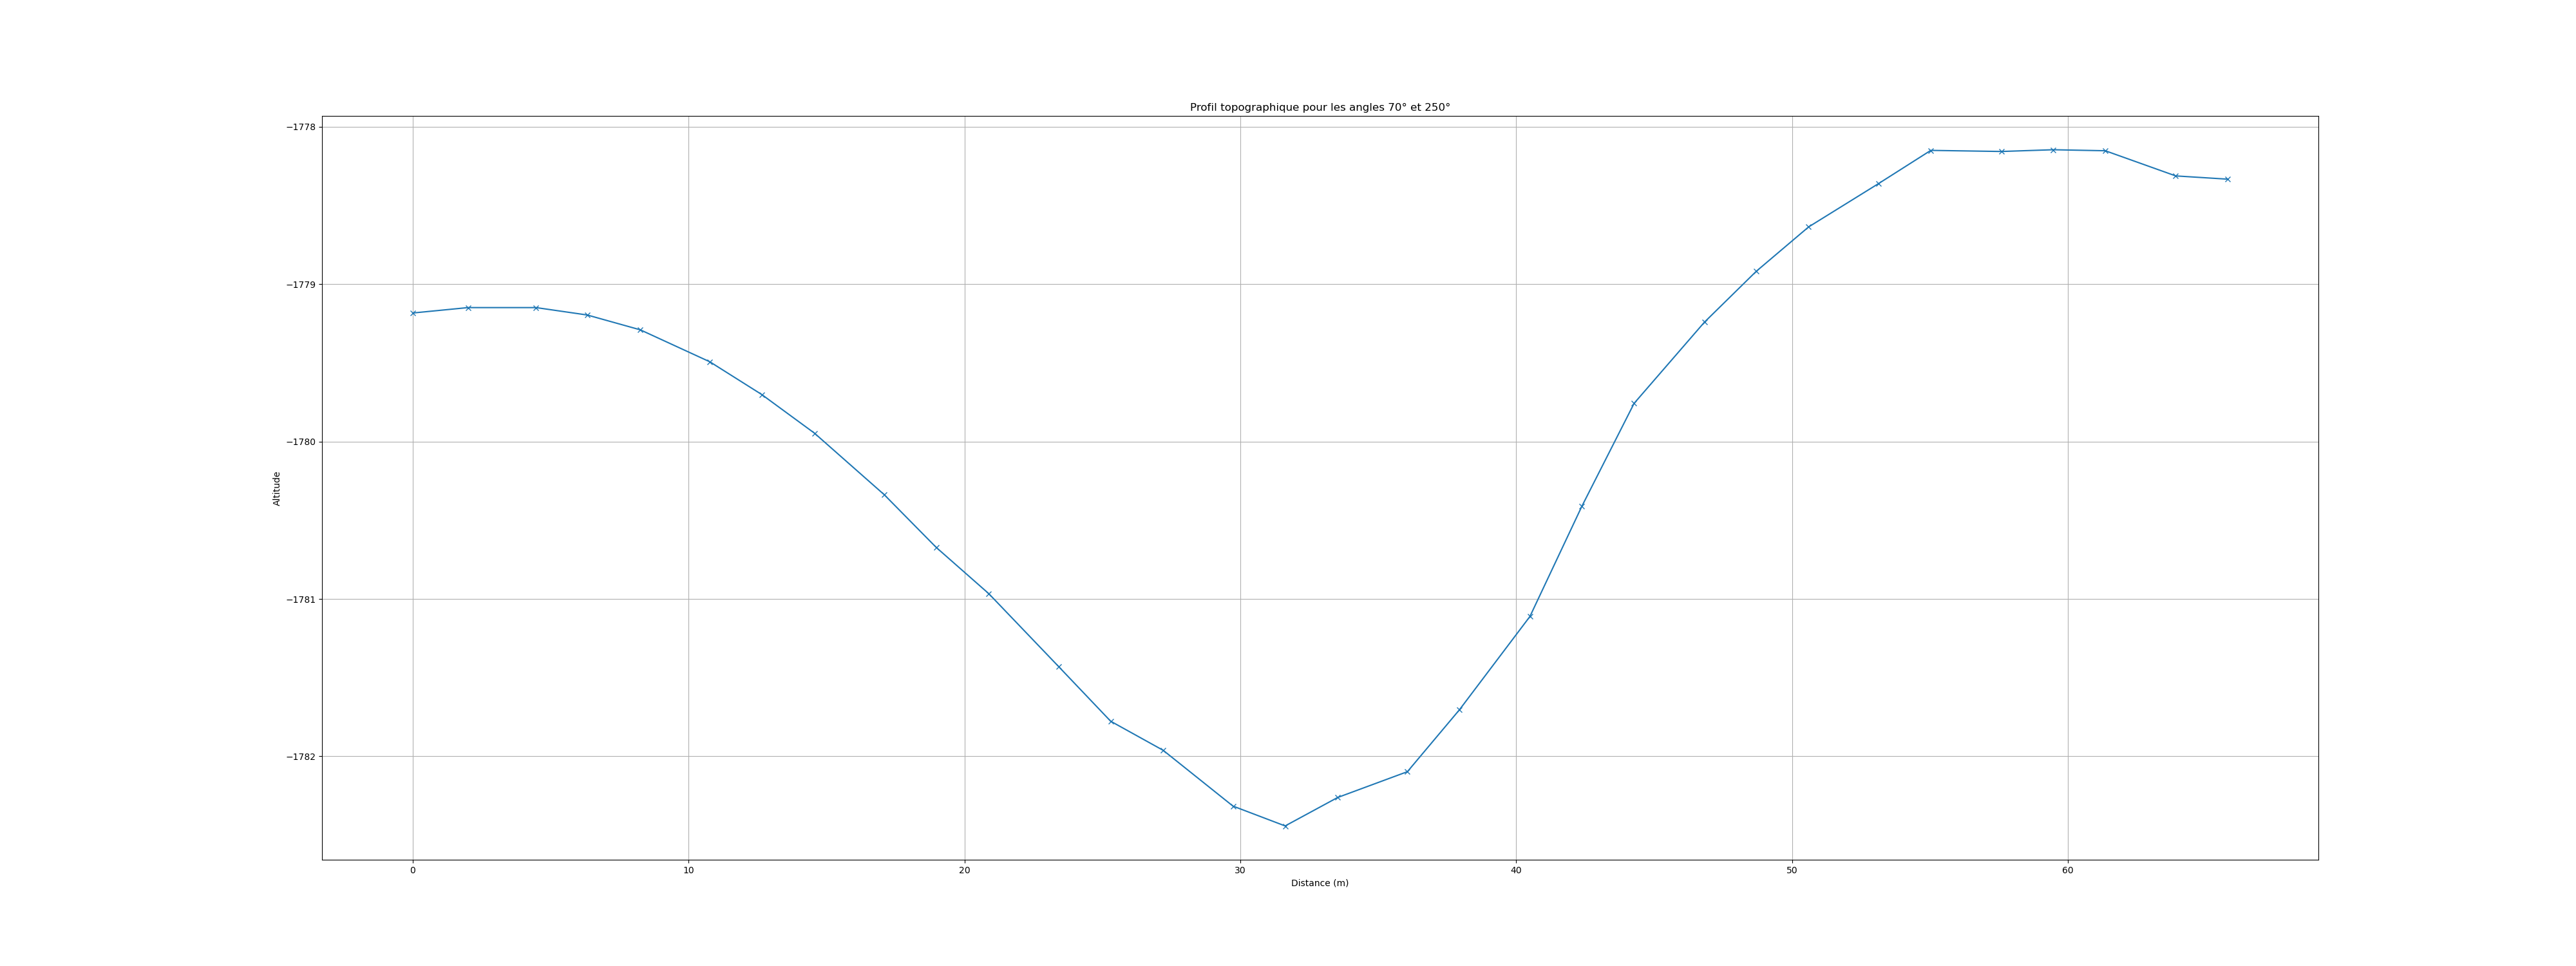 Profil topographique pour les angles 70° et 250°
−1778
−1779
−1780
−1781
−1782
Altitude
0 10 20 30 40 50 60
Distance (m)